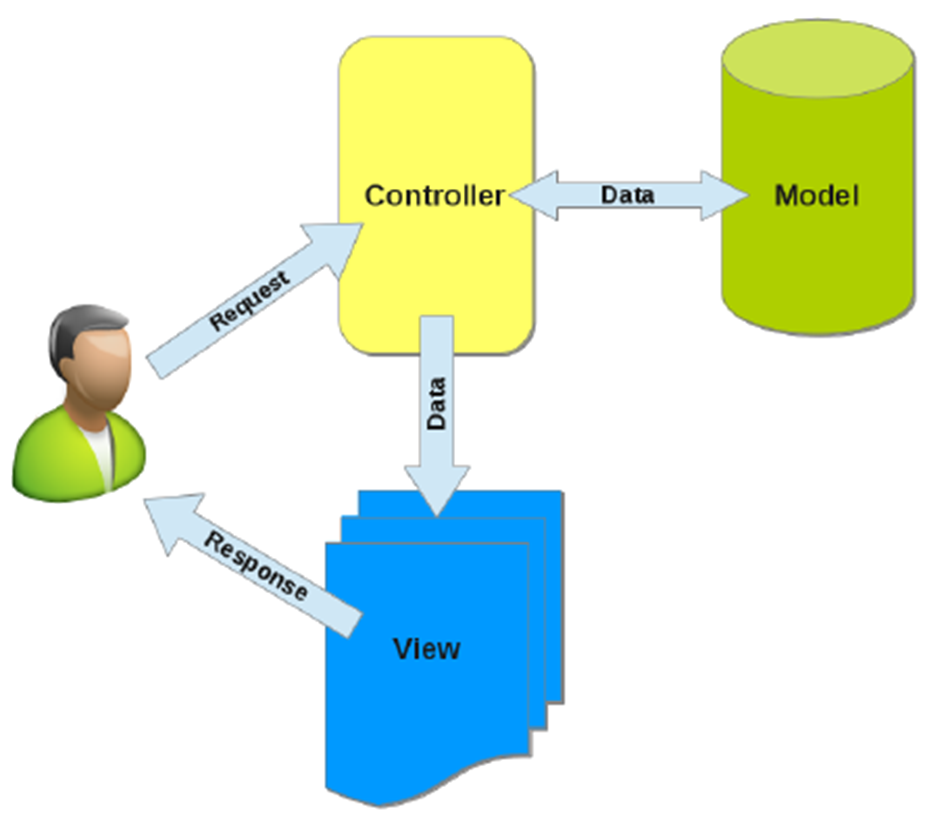 Controller
Data
Model
Request
Data
Response
View